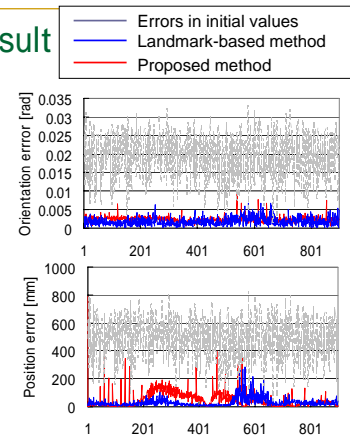 sult
Errors in initial values
Landmark-based method
Proposed method
Orientation errror [rad]
0.035
0.03
0.025
0.02
0.015
0.01
0.005
0
1 201 401 601 801
Position error [mm]
1000
800
600
400
200
0
1 201 401 601 801